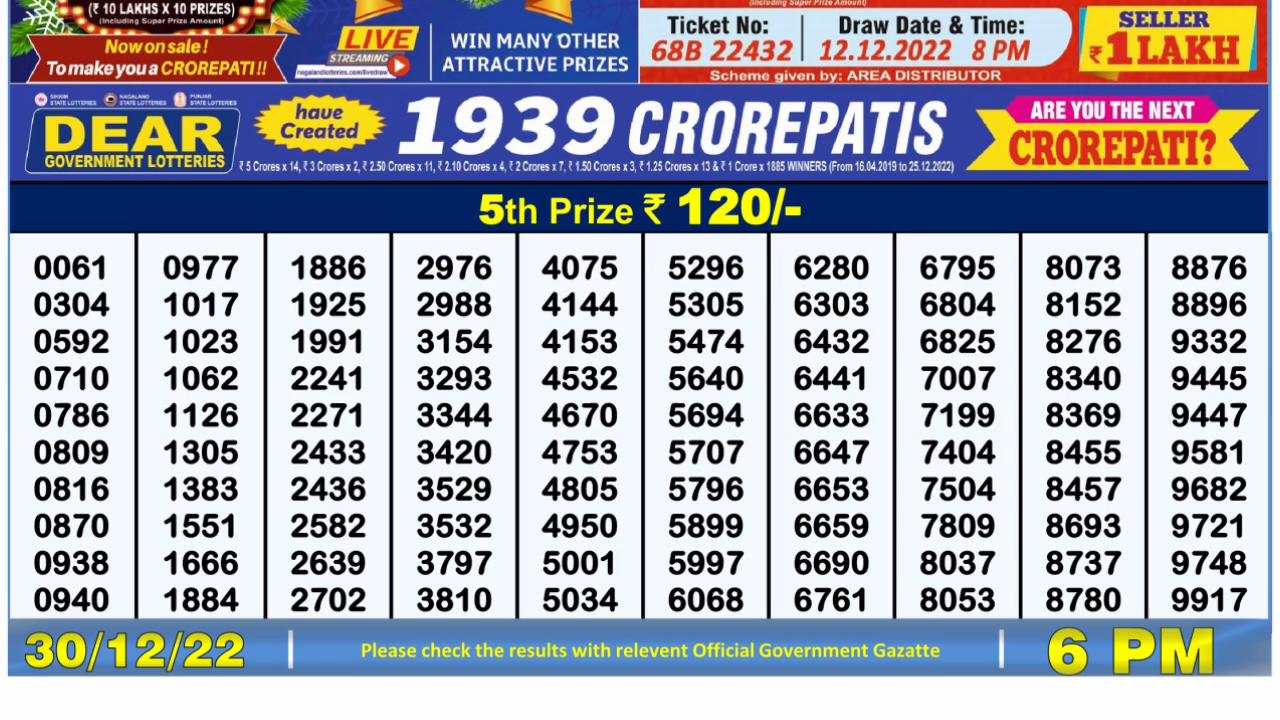 (₹ 10 LAKHS X 10 PRIZES)
(Including Super Prize Amount)
Now on sale!
To make you a CROREPATI !!
LIVE
STREAMING
nagalandlotteries.com/livedraw
WIN MANY OTHER
ATTRACTIVE PRIZES
(Including Super Prize Amount)
Ticket No:
68B 22432
Draw Date & Time:
12.12.2022 8 PM
Scheme given by: AREA DISTRIBUTOR
SELLER
₹1 LAKH
SIKKIM STATE LOTTERIES
NAGALAND STATE LOTTERIES
PUNJAB STATE LOTTERIES
DEAR
GOVERNMENT LOTTERIES
have
Created
1939 CROREPATIS
₹ 5 Crores x 14, ₹ 3 Crores x 2, ₹ 2.50 Crores x 11, ₹ 2.10 Crores x 4, ₹ 2 Crores x 7, ₹ 1.50 Crores x 3, ₹ 1.25 Crores x 13 & ₹ 1 Crore x 1885 WINNERS (From 16.04.2019 to 25.12.2022)
ARE YOU THE NEXT
CROREPATI?
5th Prize ₹ 120/-
0061 0977 1886 2976 4075 5296 6280 6795 8073 8876
0304 1017 1925 2988 4144 5305 6303 6804 8152 8896
0592 1023 1991 3154 4153 5474 6432 6825 8276 9332
0710 1062 2241 3293 4532 5640 6441 7007 8340 9445
0786 1126 2271 3344 4670 5694 6633 7199 8369 9447
0809 1305 2433 3420 4753 5707 6647 7404 8455 9581
0816 1383 2436 3529 4805 5796 6653 7504 8457 9682
0870 1551 2582 3532 4950 5899 6659 7809 8693 9721
0938 1666 2639 3797 5001 5997 6690 8037 8737 9748
0940 1884 2702 3810 5034 6068 6761 8053 8780 9917
30/12/22
Please check the results with relevent Official Government Gazatte
6 PM